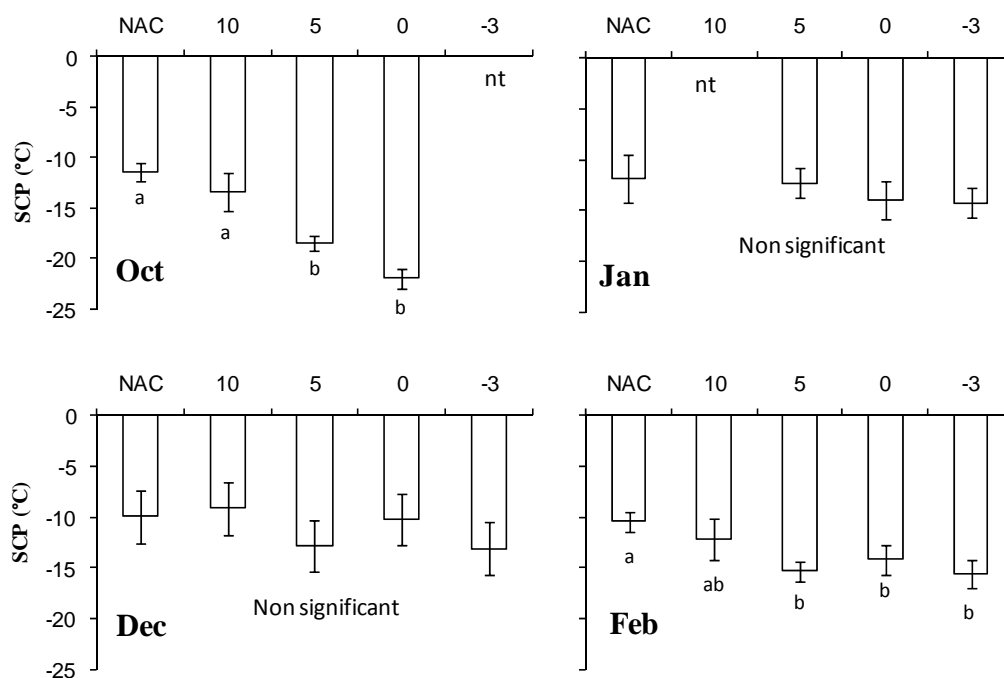 NAC 10 5 0 -3
0
-5
-10
-15
-20
-25
SCP (°C)
nt
a
a
b
b
Oct
NAC 10 5 0 -3
nt
Non significant
Jan
NAC 10 5 0 -3
0
-5
-10
-15
-20
-25
SCP (°C)
Non significant
Dec
NAC 10 5 0 -3
a
ab
b
b
b
Feb